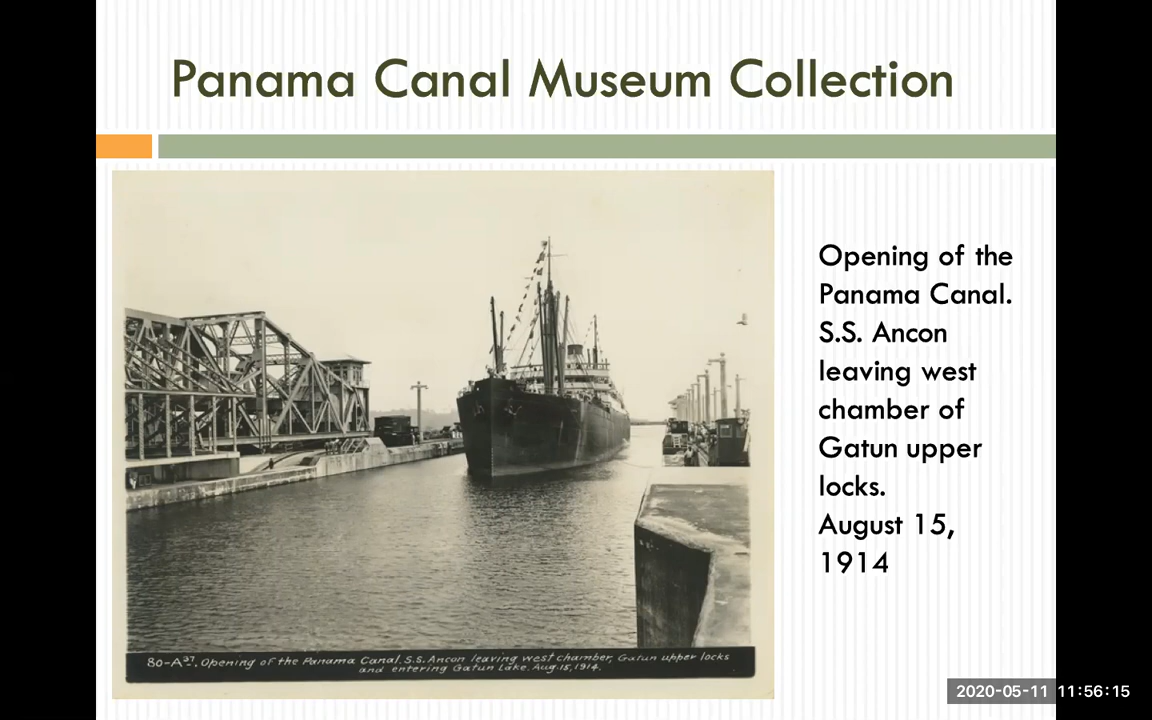 Panama Canal Museum Collection
Opening of the
Panama Canal.
S.S. Ancon
leaving west
chamber of
Gatun upper
locks.
August 15,
1914
80-A37. Opening of the Panama Canal. S.S. Ancon leaving west chamber, Gatun upper locks
and entering Gatun Lake. Aug.15,1914.
2020-05-11 11:56:15